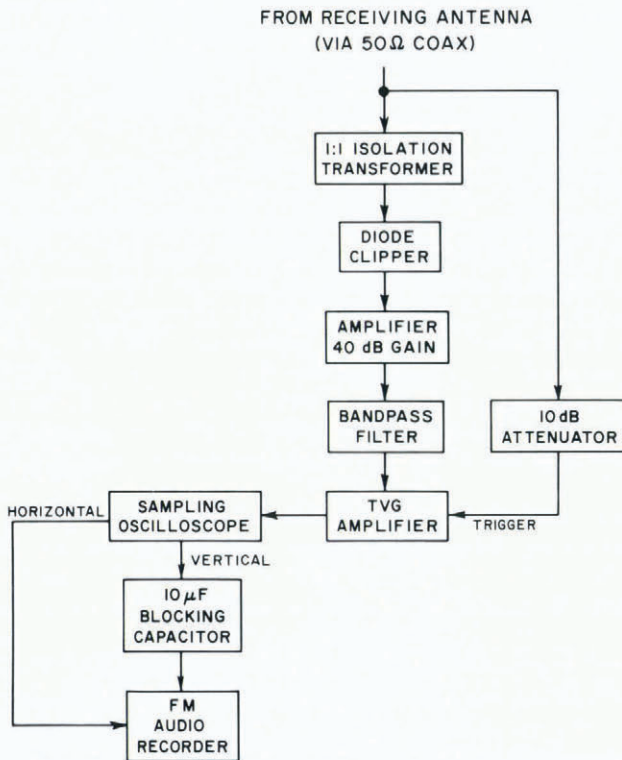 FROM RECEIVING ANTENNA
(VIA 50Ω COAX)
1:1 ISOLATION
TRANSFORMER
DIODE
CLIPPER
AMPLIFIER
40 dB GAIN
BANDPASS
FILTER
10 dB
ATTENUATOR
HORIZONTAL
SAMPLING
OSCILLOSCOPE
TVG
AMPLIFIER
TRIGGER
VERTICAL
10 μF
BLOCKING
CAPACITOR
FM
AUDIO
RECORDER